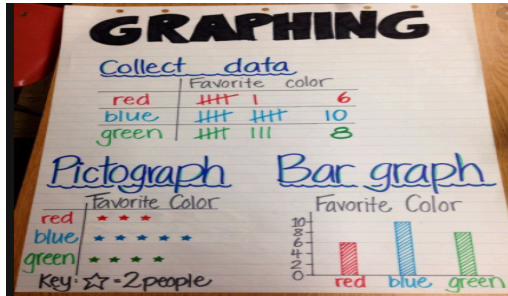 GRAPHING
Collect data
Favorite color
red 6
blue 10
green 8
Pictograph
Favorite Color
red
blue
green
Key: ☆ = 2 people
Bar graph
Favorite Color
10
8
6
4
2
0
red blue green